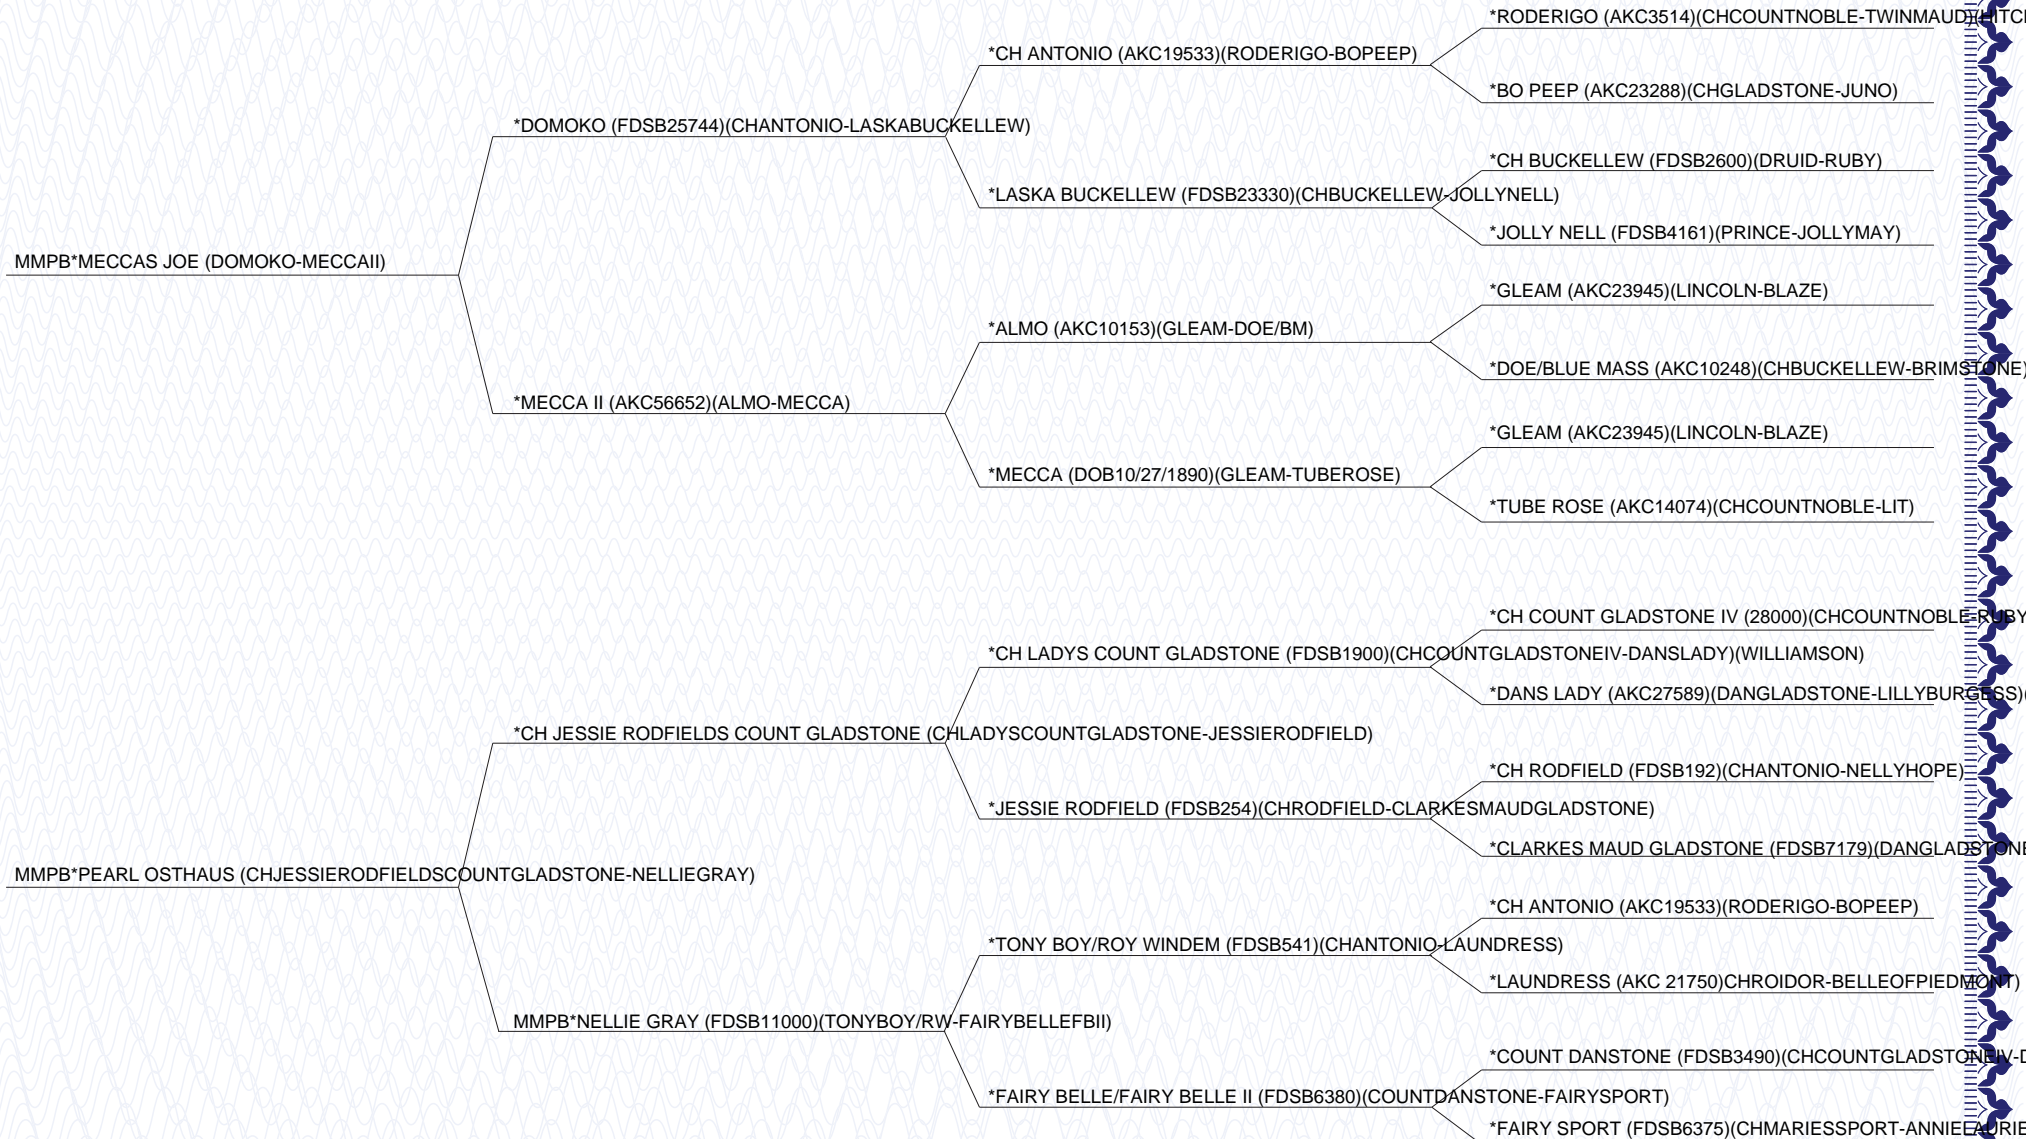 *RODERIGO (AKC3514)(CHCOUNTNOBLE-TWINMAUD)
*CH ANTONIO (AKC19533)(RODERIGO-BOPEEP)
*BO PEEP (AKC23288)(CHGLADSTONE-JUNO)
*DOMOKO (FDSB25744)(CHANTONIO-LASKABUCKELLEW)
*CH BUCKELLEW (FDSB2600)(DRUID-RUBY)
*LASKA BUCKELLEW (FDSB23330)(CHBUCKELLEW-JOLLYNELL)
*JOLLY NELL (FDSB4161)(PRINCE-JOLLYMAY)
MMPB*MECCAS JOE (DOMOKO-MECCAII)
*GLEAM (AKC23945)(LINCOLN-BLAZE)
*ALMO (AKC10153)(GLEAM-DOE/BM)
*DOE/BLUE MASS (AKC10248)(CHBUCKELLEW-BRIMSTONE)
*MECCA II (AKC56652)(ALMO-MECCA)
*GLEAM (AKC23945)(LINCOLN-BLAZE)
*MECCA (DOB10/27/1890)(GLEAM-TUBEROSE)
*TUBE ROSE (AKC14074)(CHCOUNTNOBLE-LIT)
*CH COUNT GLADSTONE IV (28000)(CHCOUNTNOBLE-RUBY
*CH LADYS COUNT GLADSTONE (FDSB1900)(CHCOUNTGLADSTONEIV-DANSLADY)(WILLIAMSON)
*DANS LADY (AKC27589)(DANGLADSTONE-LILLYBURGESS)(
*CH JESSIE RODFIELDS COUNT GLADSTONE (CHLADYSCOUNTGLADSTONE-JESSIERODFIELD)
*CH RODFIELD (FDSB192)(CHANTONIO-NELLYHOPE)
*JESSIE RODFIELD (FDSB254)(CHRODFIELD-CLARKESMAUDGLADSTONE)
*CLARKES MAUD GLADSTONE (FDSB7179)(DANGLADSTONE
MMPB*PEARL OSTHAUS (CHJESSIERODFIELDSCOUNTGLADSTONE-NELLIEGRAY)
*CH ANTONIO (AKC19533)(RODERIGO-BOPEEP)
*TONY BOY/ROY WINDEM (FDSB541)(CHANTONIO-LAUNDRESS)
*LAUNDRESS (AKC 21750)CHROIDOR-BELLEOFPIEDMONT)
MMPB*NELLIE GRAY (FDSB11000)(TONYBOY/RW-FAIRYBELLEFBII)
*COUNT DANSTONE (FDSB3490)(CHCOUNTGLADSTONEIV-D
*FAIRY BELLE/FAIRY BELLE II (FDSB6380)(COUNTDANSTONE-FAIRYSPORT)
*FAIRY SPORT (FDSB6375)(CHMARIESSPORT-ANNIELAURIE